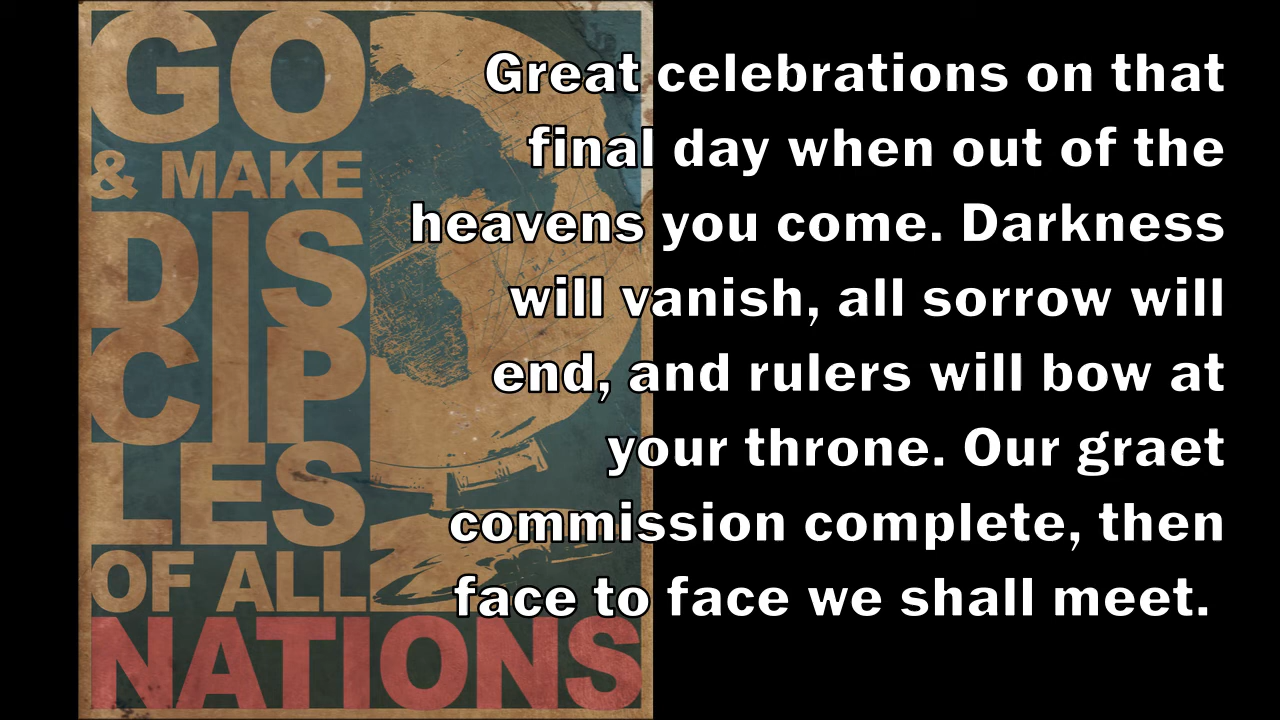 GO
& MAKE
DIS
CIP
LES
OF ALL
NATIONS
Great celebrations on that
final day when out of the
heavens you come. Darkness
will vanish, all sorrow will
end, and rulers will bow at
your throne. Our graet
commission complete, then
face to face we shall meet.